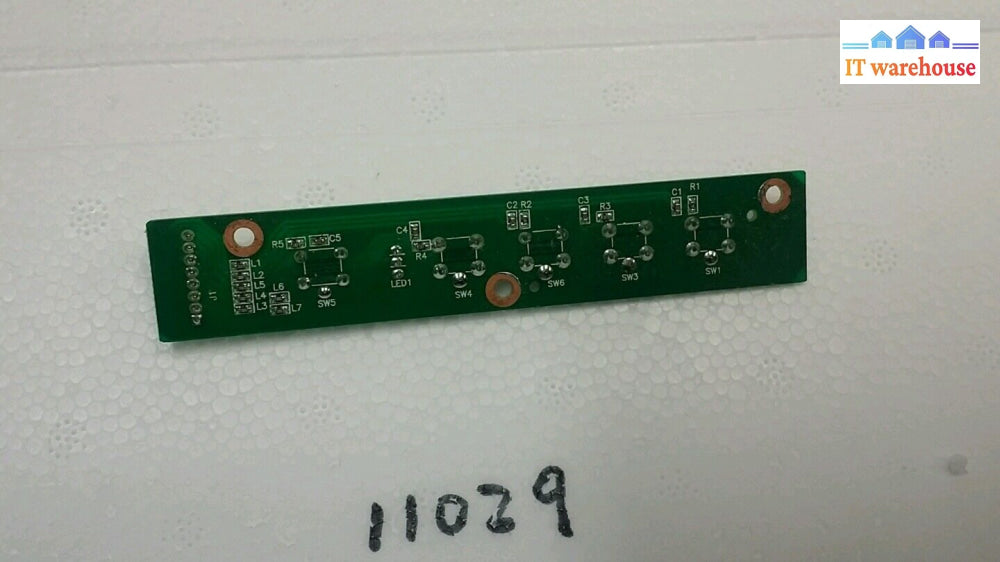 IT warehouse
C1 R1
C2 R2 C3 R3
C4
R5 C5 R4
L1
L2
L5 L6
L4
L3 L7
J1
SW5
LED1
SW4
SW6
SW3
SW1
11029